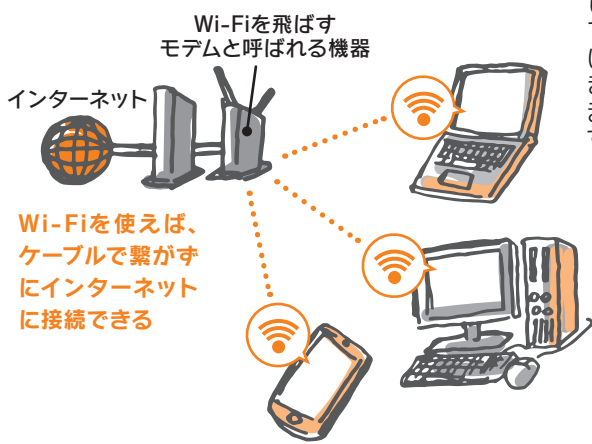 Wi-Fiを飛ばす
モデムと呼ばれる機器
インターネット
Wi-Fiを使えば、
ケーブルで繋がず
にインターネット
に接続できる